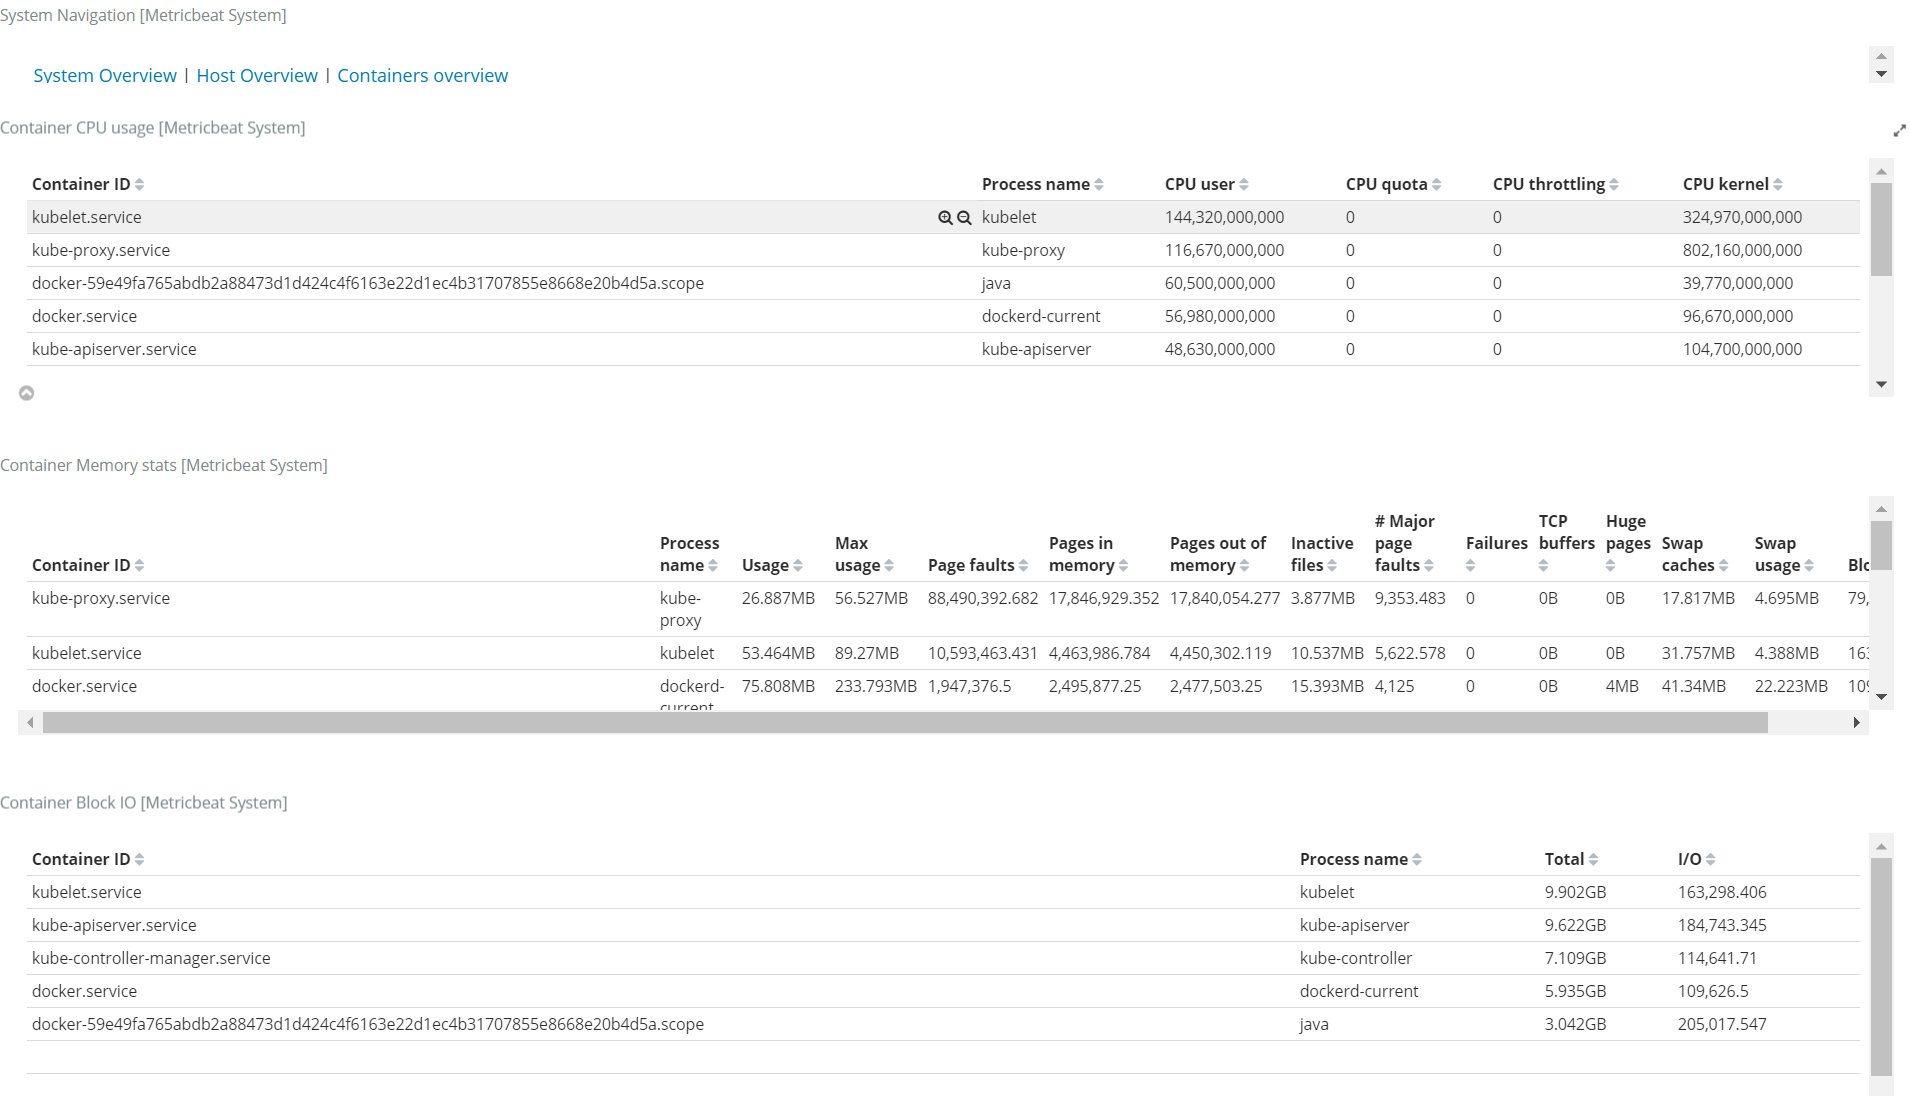 System Navigation [Metricbeat System]
System Overview | Host Overview | Containers overview
Container CPU usage [Metricbeat System]
Container ID Process name CPU user CPU quota CPU throttling CPU kernel
kubelet.service kubelet 144,320,000,000 0 0 324,970,000,000
kube-proxy.service kube-proxy 116,670,000,000 0 0 802,160,000,000
docker-59e49fa765abdb2a88473d1d424c4f6163e22d1ec4b31707855e8668e20b4d5a.scope java 60,500,000,000 0 0 39,770,000,000
docker.service dockerd-current 56,980,000,000 0 0 96,670,000,000
kube-apiserver.service kube-apiserver 48,630,000,000 0 0 104,700,000,000
Container Memory stats [Metricbeat System]
# Major TCP Huge
Process Max Pages in Pages out of Inactive page Failures buffers pages Swap Swap
Container ID name Usage usage Page faults memory memory files faults caches usage Blo
kube-proxy.service kube- 26.887MB 56.527MB 88,490,392.682 17,846,929.352 17,840,054.277 3.877MB 9,353.483 0 0B 0B 17.817MB 4.695MB 79,
proxy
kubelet.service kubelet 53.464MB 89.27MB 10,593,463.431 4,463,986.784 4,450,302.119 10.537MB 5,622.578 0 0B 0B 31.757MB 4.388MB 163
docker.service dockerd- 75.808MB 233.793MB 1,947,376.5 2,495,877.25 2,477,503.25 15.393MB 4,125 0 0B 4MB 41.34MB 22.223MB 109
current
Container Block IO [Metricbeat System]
Container ID Process name Total I/O
kubelet.service kubelet 9.902GB 163,298.406
kube-apiserver.service kube-apiserver 9.622GB 184,743.345
kube-controller-manager.service kube-controller 7.109GB 114,641.71
docker.service dockerd-current 5.935GB 109,626.5
docker-59e49fa765abdb2a88473d1d424c4f6163e22d1ec4b31707855e8668e20b4d5a.scope java 3.042GB 205,017.547